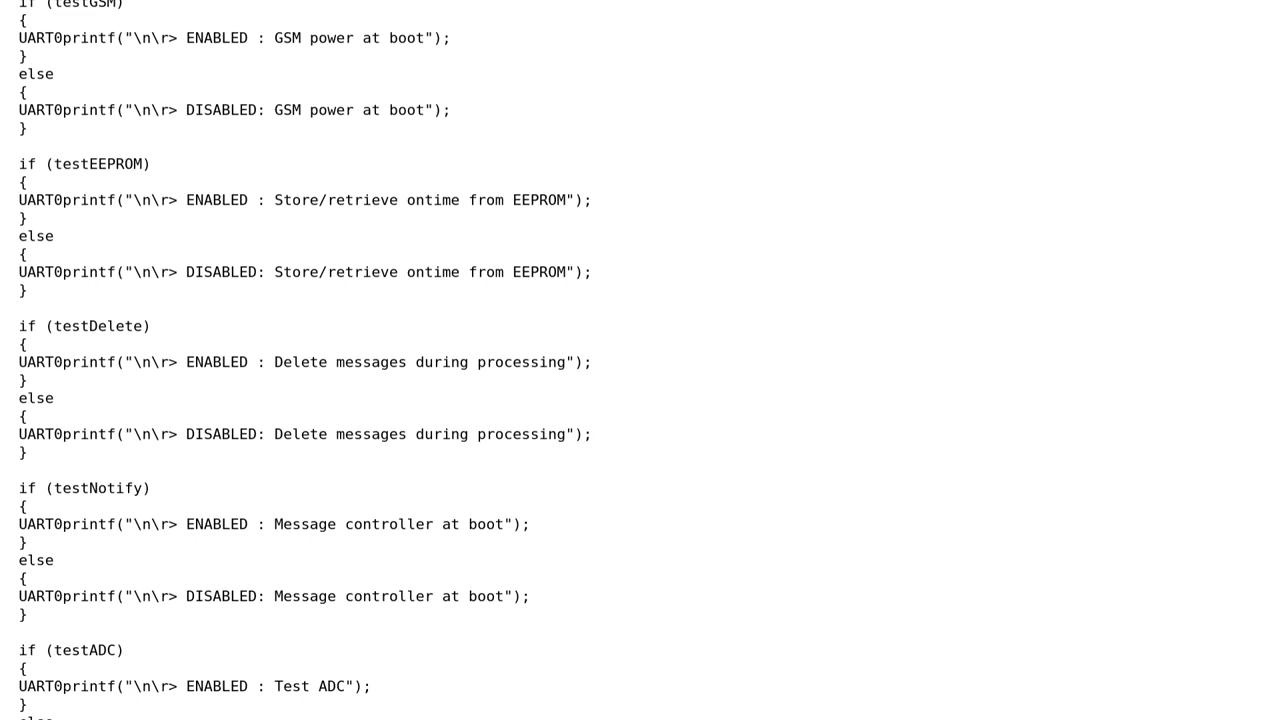 if (testGSM)
{
UART0printf("\n\r> ENABLED : GSM power at boot");
}
else
{
UART0printf("\n\r> DISABLED: GSM power at boot");
}

if (testEEPROM)
{
UART0printf("\n\r> ENABLED : Store/retrieve ontime from EEPROM");
}
else
{
UART0printf("\n\r> DISABLED: Store/retrieve ontime from EEPROM");
}

if (testDelete)
{
UART0printf("\n\r> ENABLED : Delete messages during processing");
}
else
{
UART0printf("\n\r> DISABLED: Delete messages during processing");
}

if (testNotify)
{
UART0printf("\n\r> ENABLED : Message controller at boot");
}
else
{
UART0printf("\n\r> DISABLED: Message controller at boot");
}

if (testADC)
{
UART0printf("\n\r> ENABLED : Test ADC");
}
else